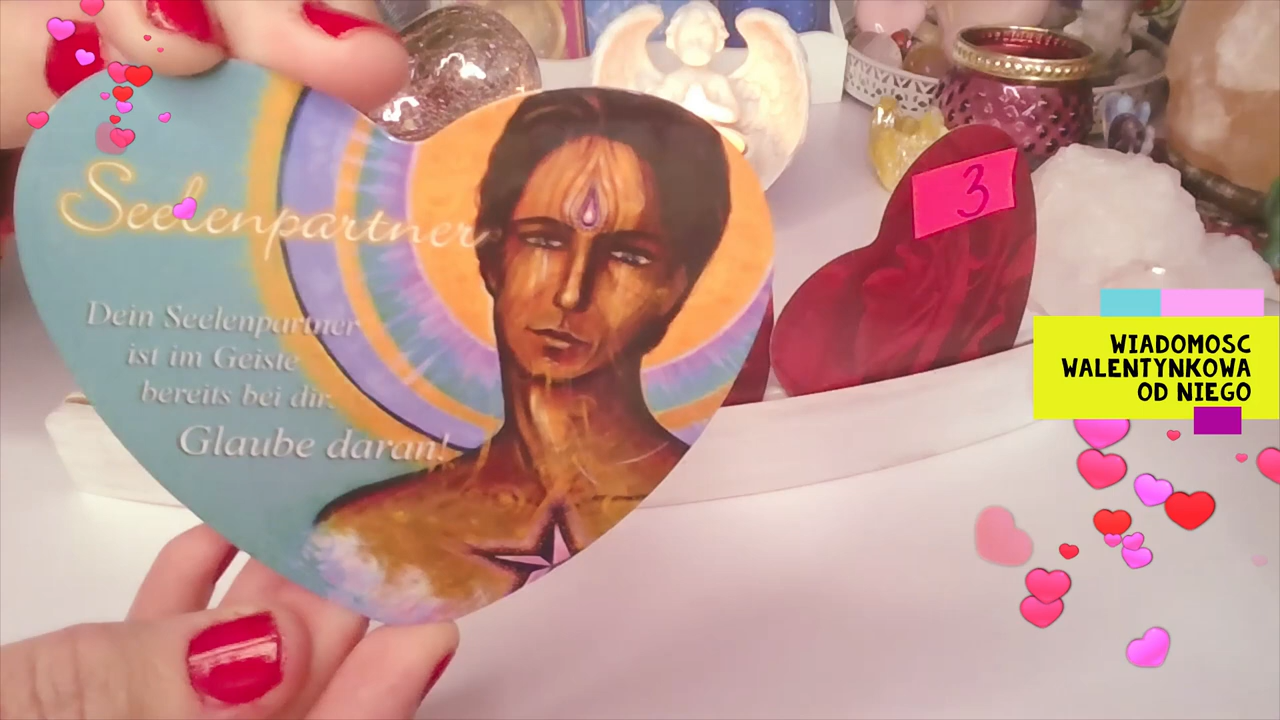 Seelenpartner
Dein Seelenpartner
ist im Geiste
bereits bei dir.
Glaube daran!
3
WIADOMOSC
WALENTYNKOWA
OD NIEGO